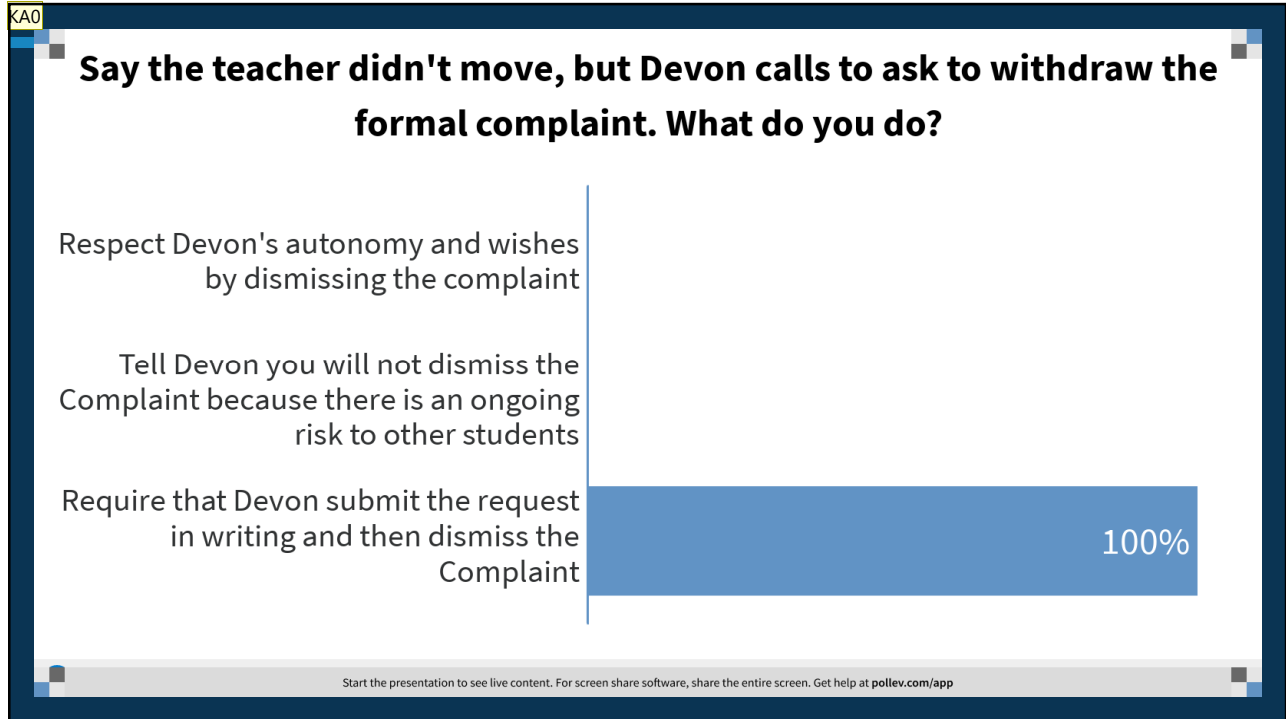 KA0
Say the teacher didn't move, but Devon calls to ask to withdraw the
formal complaint. What do you do?
Respect Devon's autonomy and wishes
by dismissing the complaint
Tell Devon you will not dismiss the
Complaint because there is an ongoing
risk to other students
Require that Devon submit the request
in writing and then dismiss the
Complaint
100%
Start the presentation to see live content. For screen share software, share the entire screen. Get help at pollev.com/app